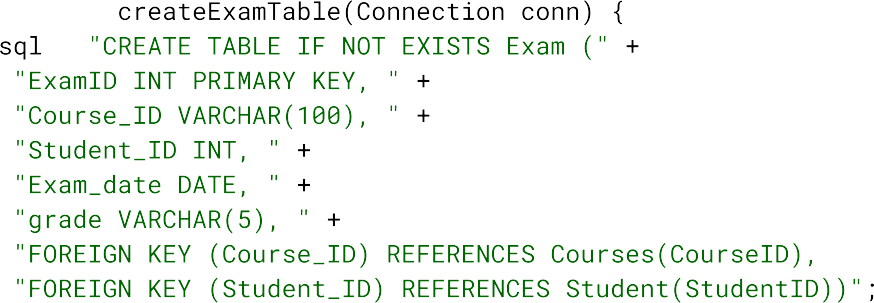 createExamTable(Connection conn) {
sql "CREATE TABLE IF NOT EXISTS Exam (" +
"ExamID INT PRIMARY KEY, " +
"Course_ID VARCHAR(100), " +
"Student_ID INT, " +
"Exam_date DATE, " +
"grade VARCHAR(5), " +
"FOREIGN KEY (Course_ID) REFERENCES Courses(CourseID),
"FOREIGN KEY (Student_ID) REFERENCES Student(StudentID))";